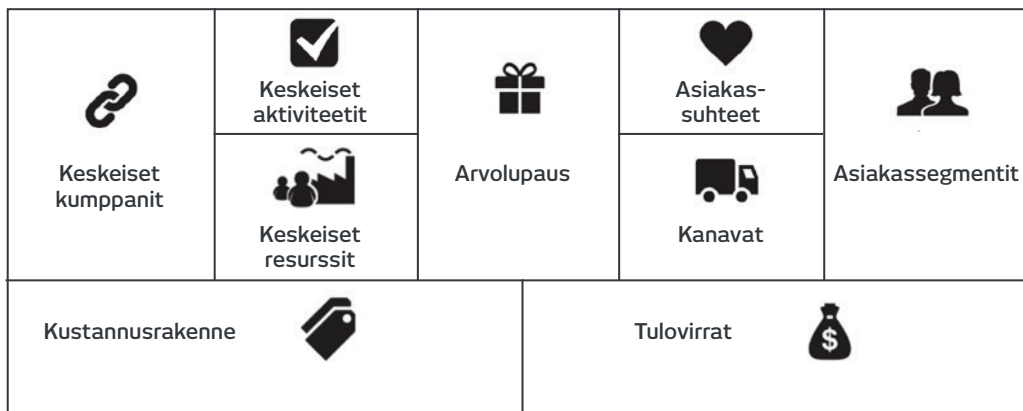 Keskeiset
kumppanit
Keskeiset
aktiviteetit
Keskeiset
resurssit
Arvolupaus
Asiakas-
suhteet
Kanavat
Asiakassegmentit
Kustannusrakenne
Tulovirrat
$